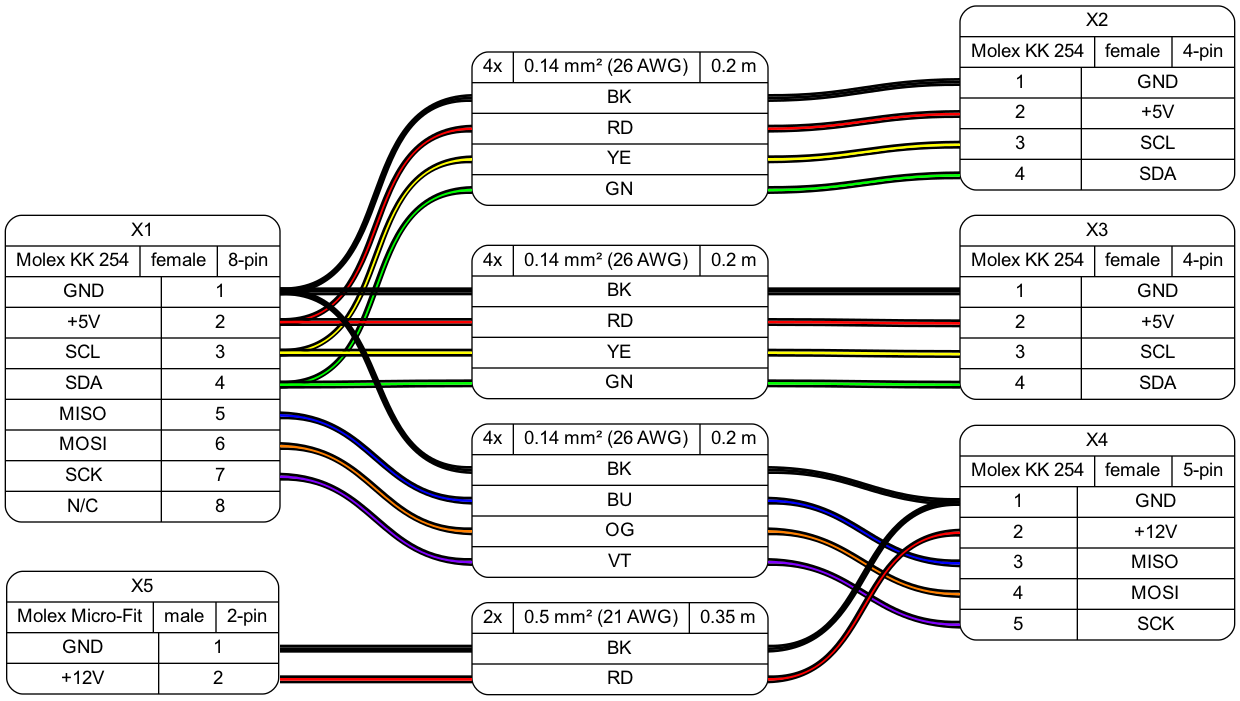 X1
Molex KK 254 female 8-pin
GND 1
+5V 2
SCL 3
SDA 4
MISO 5
MOSI 6
SCK 7
N/C 8
X5
Molex Micro-Fit male 2-pin
GND 1
+12V 2
4x 0.14 mm² (26 AWG) 0.2 m
BK
RD
YE
GN
4x 0.14 mm² (26 AWG) 0.2 m
BK
RD
YE
GN
4x 0.14 mm² (26 AWG) 0.2 m
BK
BU
OG
VT
2x 0.5 mm² (21 AWG) 0.35 m
BK
RD
X2
Molex KK 254 female 4-pin
1 GND
2 +5V
3 SCL
4 SDA
X3
Molex KK 254 female 4-pin
1 GND
2 +5V
3 SCL
4 SDA
X4
Molex KK 254 female 5-pin
1 GND
2 +12V
3 MISO
4 MOSI
5 SCK